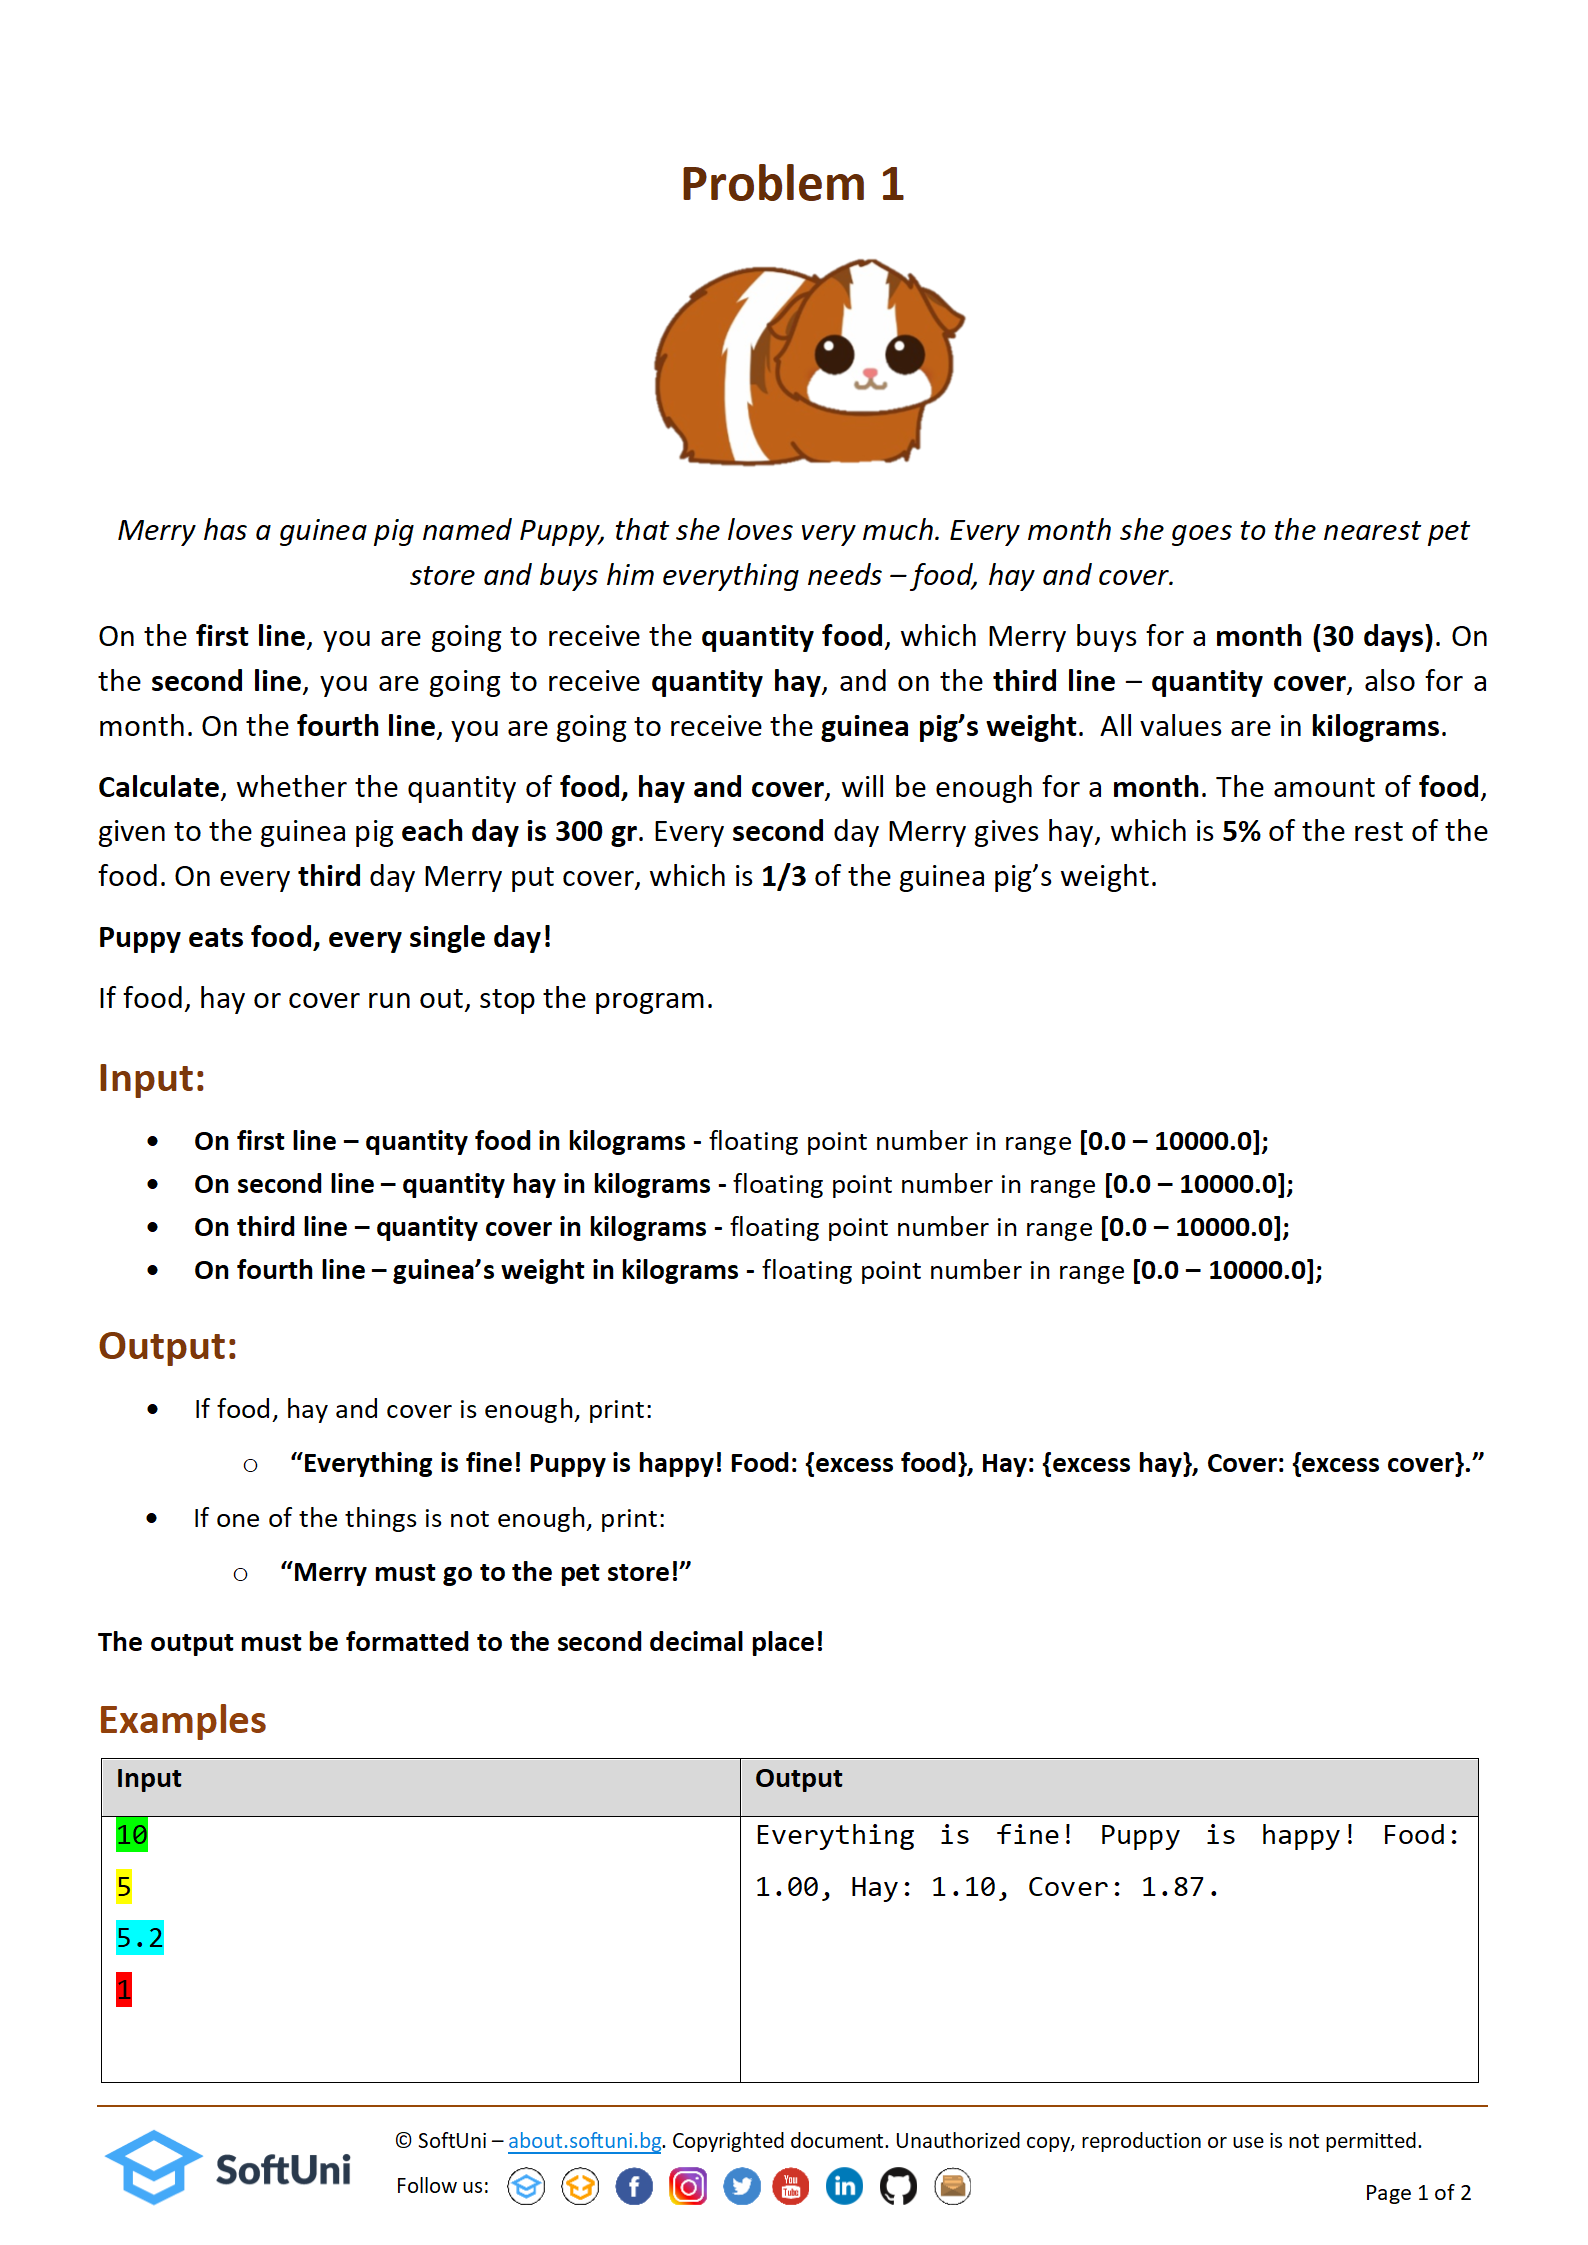 Problem 1
Merry has a guinea pig named Puppy, that she loves very much. Every month she goes to the nearest pet
store and buys him everything needs – food, hay and cover.
On the first line, you are going to receive the quantity food, which Merry buys for a month (30 days). On
the second line, you are going to receive quantity hay, and on the third line – quantity cover, also for a
month. On the fourth line, you are going to receive the guinea pig’s weight.  All values are in kilograms.
Calculate, whether the quantity of food, hay and cover, will be enough for a month. The amount of food,
given to the guinea pig each day is 300 gr. Every second day Merry gives hay, which is 5% of the rest of the
food. On every third day Merry put cover, which is 1/3 of the guinea pig’s weight.
Puppy eats food, every single day!
If food, hay or cover run out, stop the program.
Input:
• On first line – quantity food in kilograms - floating point number in range [0.0 – 10000.0];
• On second line – quantity hay in kilograms - floating point number in range [0.0 – 10000.0];
• On third line – quantity cover in kilograms - floating point number in range [0.0 – 10000.0];
• On fourth line – guinea’s weight in kilograms - floating point number in range [0.0 – 10000.0];
Output:
• If food, hay and cover is enough, print:
o “Everything is fine! Puppy is happy! Food: {excess food}, Hay: {excess hay}, Cover: {excess cover}.”
• If one of the things is not enough, print:
o “Merry must go to the pet store!”
The output must be formatted to the second decimal place!
Examples
Input Output
10
5
5.2
1
Everything is fine! Puppy is happy! Food:
1.00, Hay: 1.10, Cover: 1.87.
SoftUni
© SoftUni – about.softuni.bg. Copyrighted document. Unauthorized copy, reproduction or use is not permitted.
Follow us:
Page 1 of 2